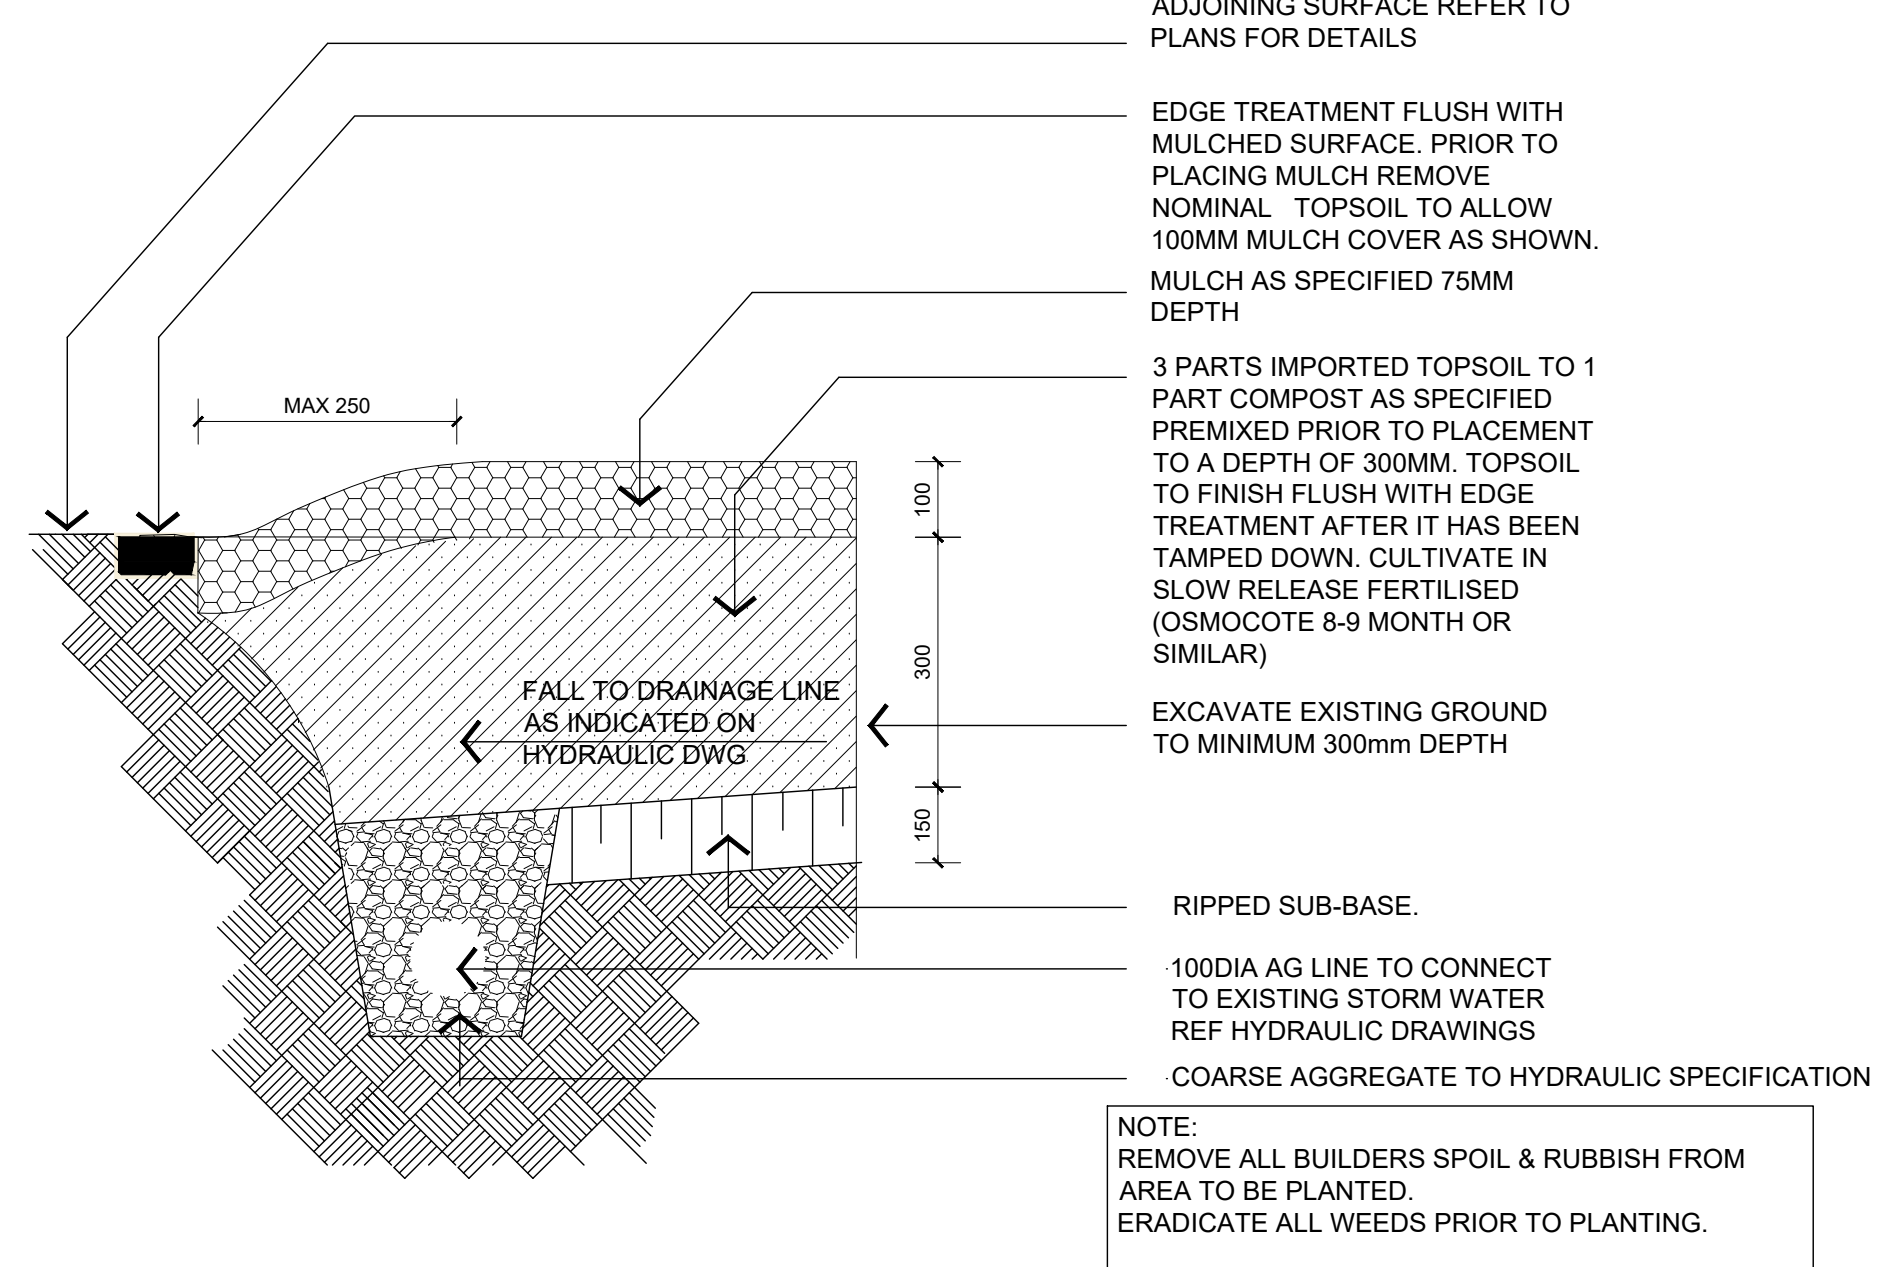 ADJOINING SURFACE REFER TO
PLANS FOR DETAILS
EDGE TREATMENT FLUSH WITH
MULCHED SURFACE. PRIOR TO
PLACING MULCH REMOVE
NOMINAL TOPSOIL TO ALLOW
100MM MULCH COVER AS SHOWN.
MULCH AS SPECIFIED 75MM
DEPTH
3 PARTS IMPORTED TOPSOIL TO 1
PART COMPOST AS SPECIFIED
PREMIXED PRIOR TO PLACEMENT
TO A DEPTH OF 300MM. TOPSOIL
TO FINISH FLUSH WITH EDGE
TREATMENT AFTER IT HAS BEEN
TAMPED DOWN. CULTIVATE IN
SLOW RELEASE FERTILISED
(OSMOCOTE 8-9 MONTH OR
SIMILAR)
MAX 250
100
300
150
FALL TO DRAINAGE LINE
AS INDICATED ON
HYDRAULIC DWG
EXCAVATE EXISTING GROUND
TO MINIMUM 300mm DEPTH
RIPPED SUB-BASE.
100DIA AG LINE TO CONNECT
TO EXISTING STORM WATER
REF HYDRAULIC DRAWINGS
COARSE AGGREGATE TO HYDRAULIC SPECIFICATION
NOTE:
REMOVE ALL BUILDERS SPOIL & RUBBISH FROM
AREA TO BE PLANTED.
ERADICATE ALL WEEDS PRIOR TO PLANTING.